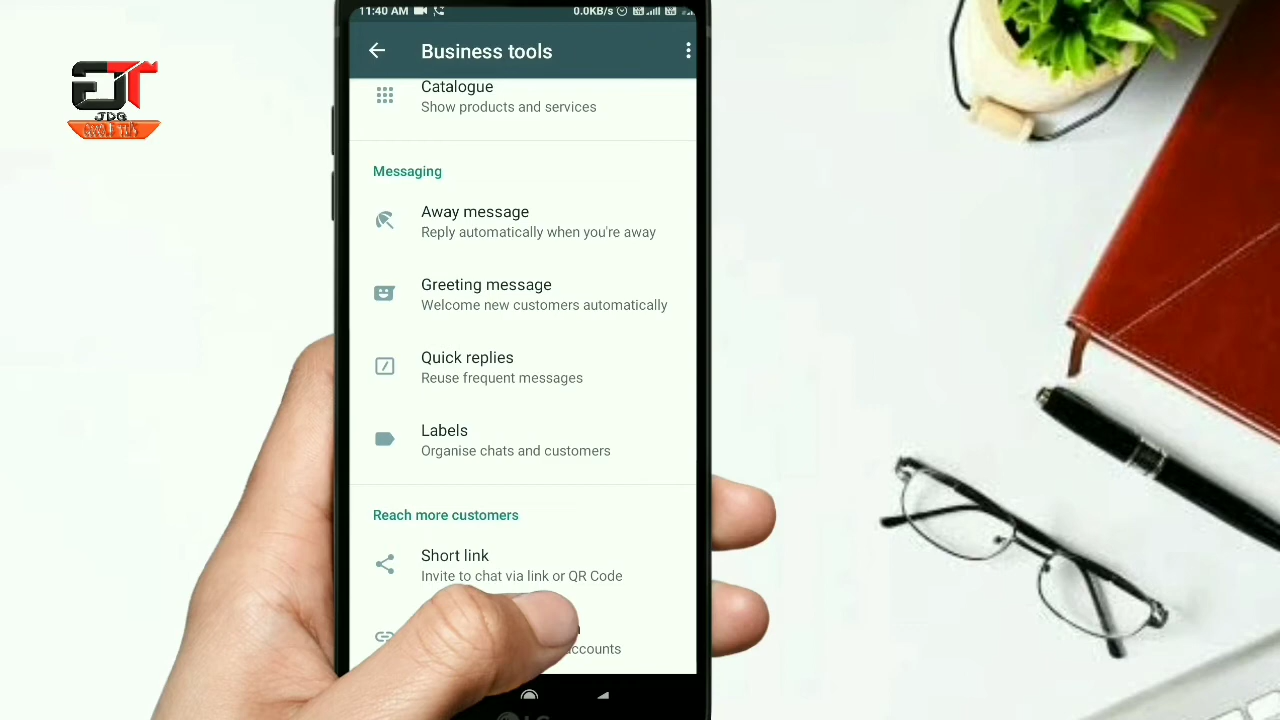 11:40 AM
0.0KB/s
Business tools
JDG
Catalogue
Show products and services
Messaging
Away message
Reply automatically when you're away
Greeting message
Welcome new customers automatically
Quick replies
Reuse frequent messages
Labels
Organise chats and customers
Reach more customers
Short link
Invite to chat via link or QR Code
accounts
LG